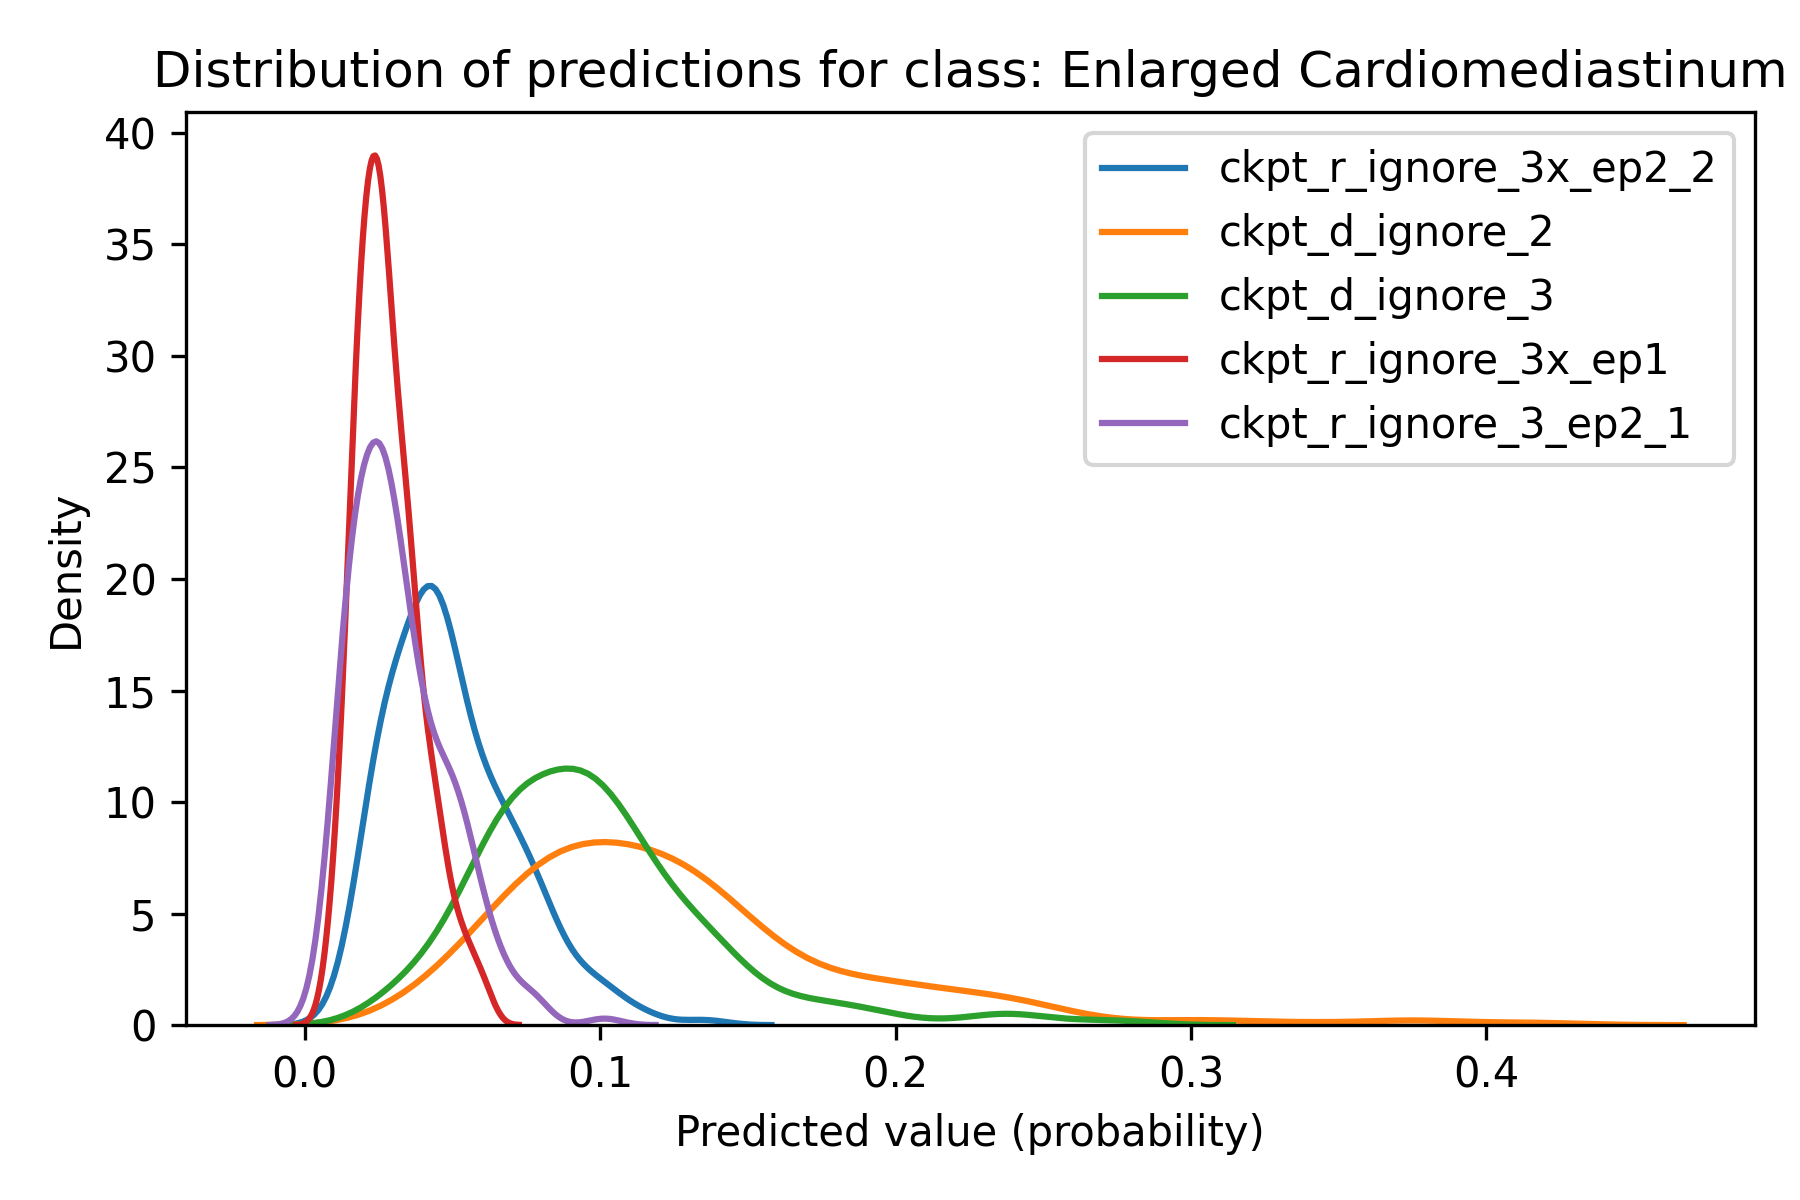 Distribution of predictions for class: Enlarged Cardiomediastinum
40
35
30
25
20
15
10
5
0
Density
ckpt_r_ignore_3x_ep2_2
ckpt_d_ignore_2
ckpt_d_ignore_3
ckpt_r_ignore_3x_ep1
ckpt_r_ignore_3_ep2_1
0.0 0.1 0.2 0.3 0.4
Predicted value (probability)